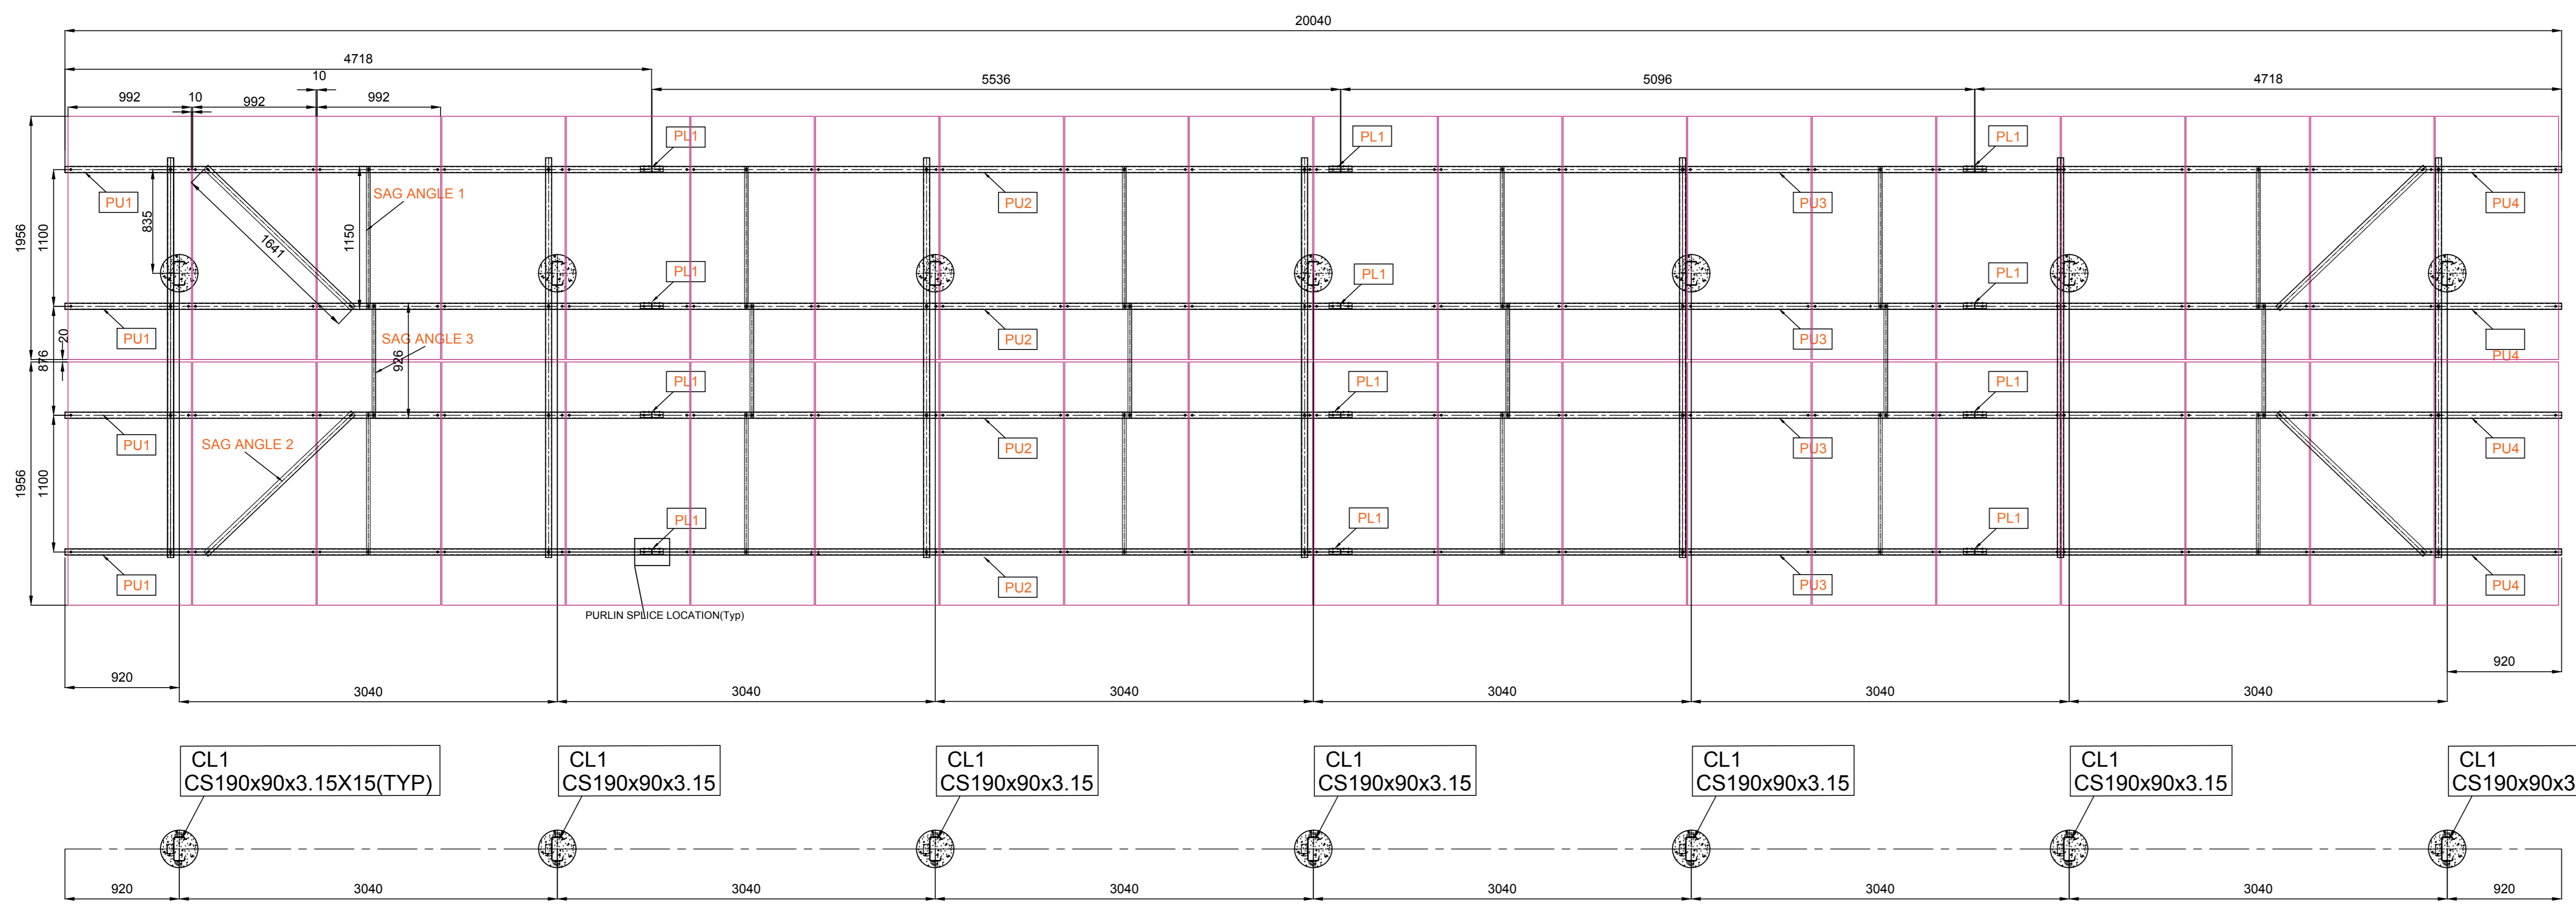 20040
4718
5536
5096
4718
10
992
10
992
992
PL1
PL1
PL1
PU1
SAG ANGLE 1
PU2
PU3
PU4
1956
1100
835
1641
1150
PL1
PL1
PL1
PU1
SAG ANGLE 3
PU2
PU3
PU4
20
876
926
PL1
PL1
PL1
PU1
SAG ANGLE 2
PU2
PU3
PU4
1956
1100
PL1
PL1
PL1
PU1
PU2
PU3
PU4
PURLIN SPLICE LOCATION(Typ)
920
920
3040
3040
3040
3040
3040
3040
CL1
CS190x90x3.15X15(TYP)
CL1
CS190x90x3.15
CL1
CS190x90x3.15
CL1
CS190x90x3.15
CL1
CS190x90x3.15
CL1
CS190x90x3.15
CL1
CS190x90x3
920
3040
3040
3040
3040
3040
3040
920